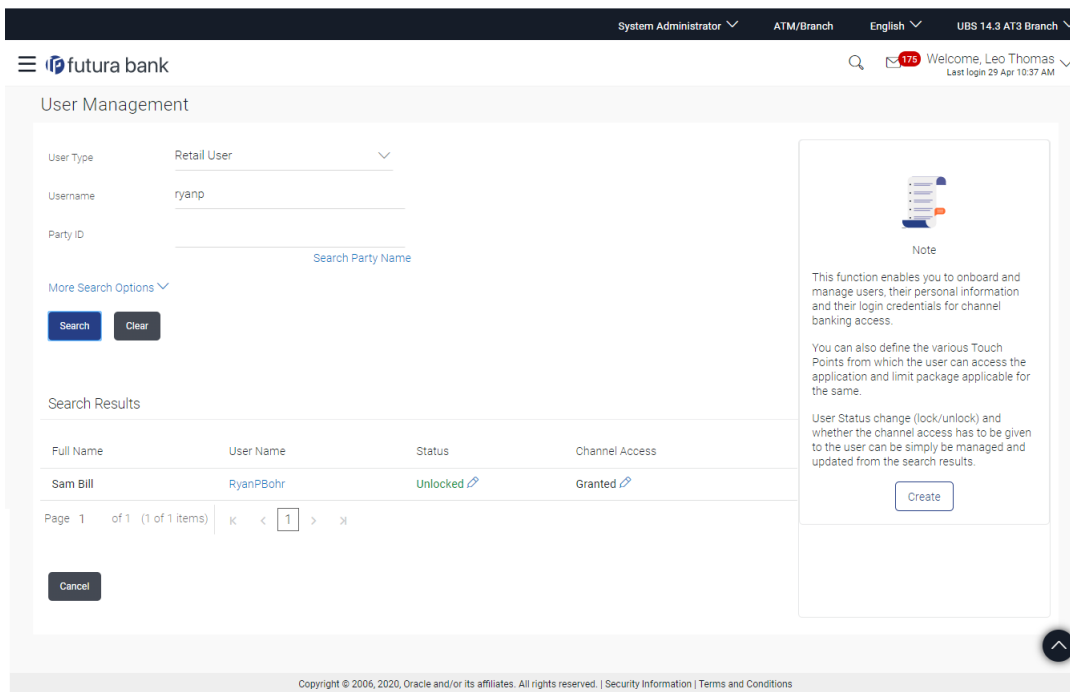 System Administrator ATM/Branch English UBS 14.3 AT3 Branch
futura bank
175
Welcome, Leo Thomas
Last login 29 Apr 10:37 AM
User Management
User Type Retail User
Username ryanp
Party ID
Search Party Name
More Search Options
Search Clear
Search Results
Full Name User Name Status Channel Access
Sam Bill RyanPBohr Unlocked Granted
Page 1 of 1 (1 of 1 items) 1
Cancel
Note
This function enables you to onboard and
manage users, their personal information
and their login credentials for channel
banking access.
You can also define the various Touch
Points from which the user can access the
application and limit package applicable for
the same.
User Status change (lock/unlock) and
whether the channel access has to be given
to the user can be simply be managed and
updated from the search results.
Create
Copyright © 2006, 2020, Oracle and/or its affiliates. All rights reserved. | Security Information | Terms and Conditions